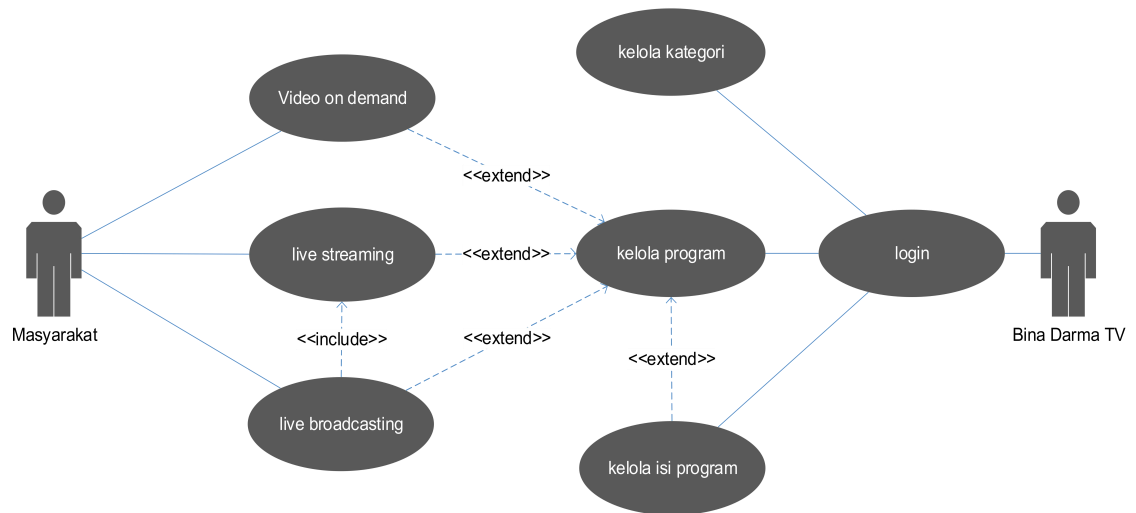 kelola kategori
Video on demand
<<extend>>
live streaming
<<extend>>
kelola program
login
Masyarakat
<<include>>
<<extend>>
<<extend>>
Bina Darma TV
live broadcasting
kelola isi program